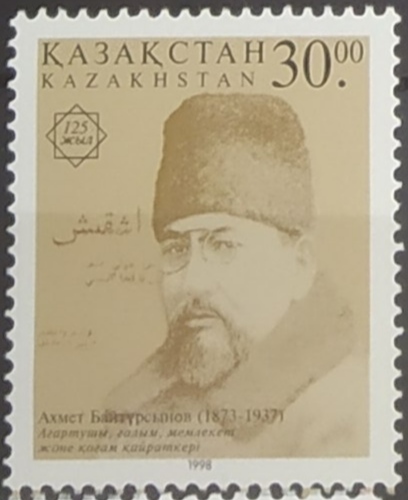 ҚАЗАҚСТАН
KAZAKHSTAN 30.00
125
жыл
Ахмет Байтұрсынов (1873-1937)
Ағартушы, ғалым, мемлекет
және қоғам қайраткері
1998